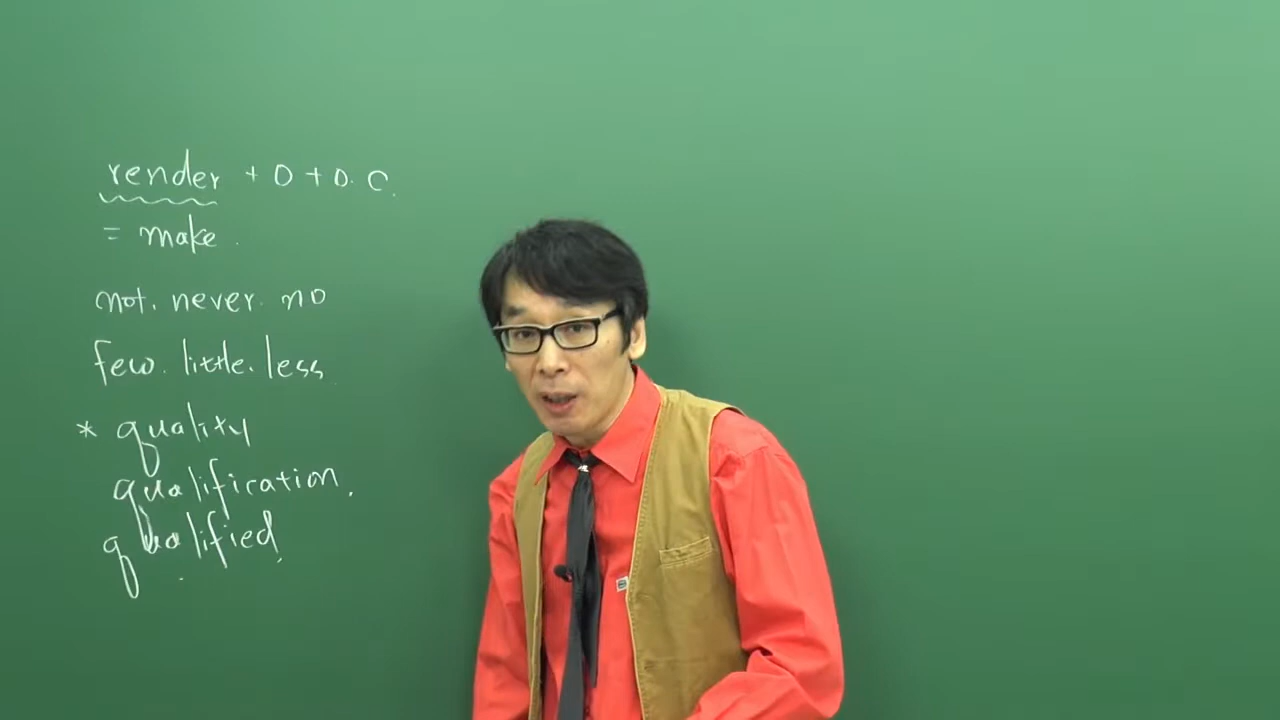 render + O + O.C.
= make.
not. never. no
few. little. less
* quality
qualification.
qualified.